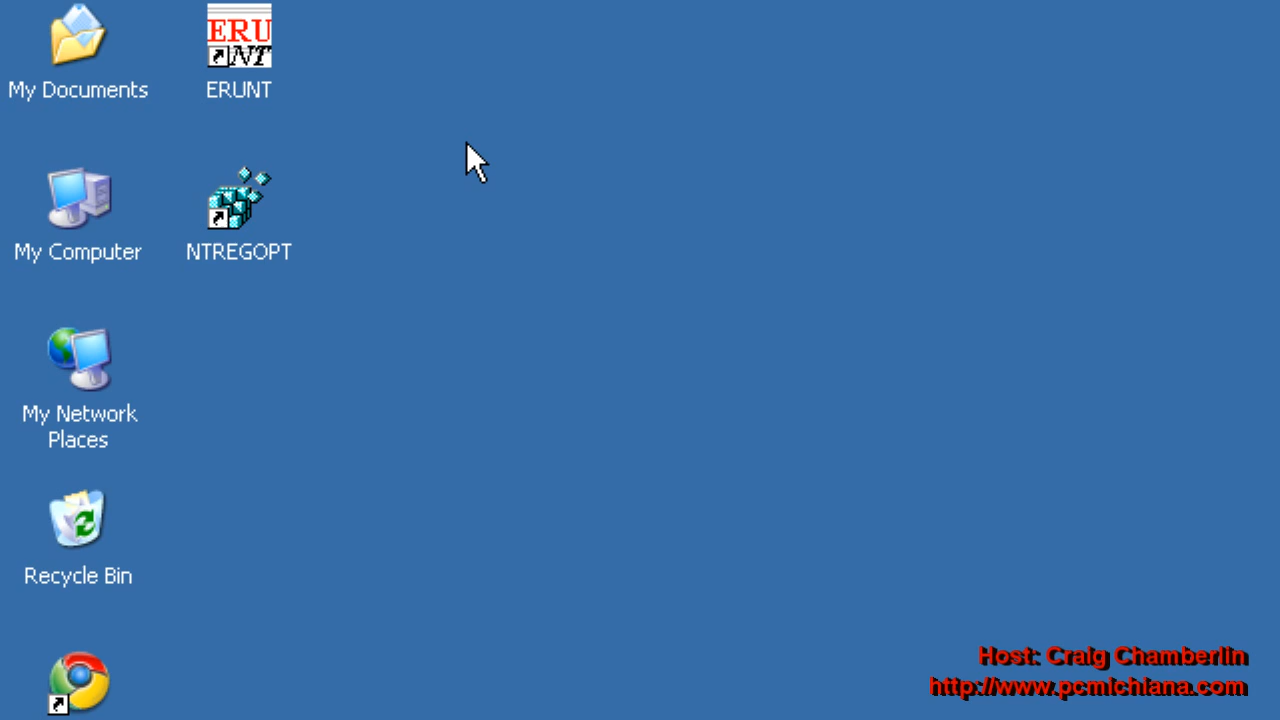 ERU
NT
My Documents
ERUNT
My Computer
NTREGOPT
My Network
Places
Recycle Bin
Host: Craig Chamberlin
http://www.pcmichiana.com